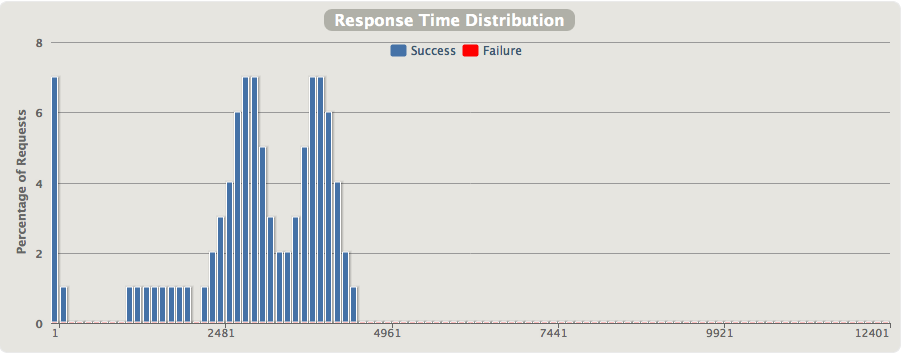 Response Time Distribution
Success Failure
Percentage of Requests
8
6
4
2
0
1 2481 4961 7441 9921 12401